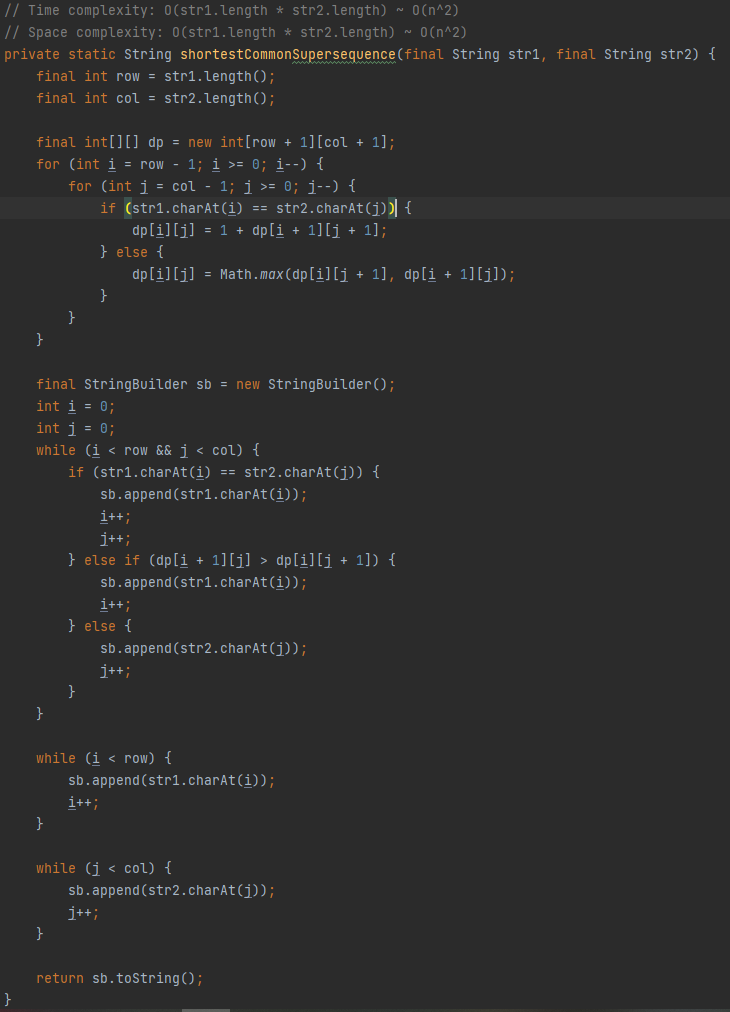 // Time complexity: O(str1.length * str2.length) ~ O(n^2)
// Space complexity: O(str1.length * str2.length) ~ O(n^2)
private static String shortestCommonSupersequence(final String str1, final String str2) {
    final int row = str1.length();
    final int col = str2.length();

    final int[][] dp = new int[row + 1][col + 1];
    for (int i = row - 1; i >= 0; i--) {
        for (int j = col - 1; j >= 0; j--) {
            if (str1.charAt(i) == str2.charAt(j)) {
                dp[i][j] = 1 + dp[i + 1][j + 1];
            } else {
                dp[i][j] = Math.max(dp[i][j + 1], dp[i + 1][j]);
            }
        }
    }

    final StringBuilder sb = new StringBuilder();
    int i = 0;
    int j = 0;
    while (i < row && j < col) {
        if (str1.charAt(i) == str2.charAt(j)) {
            sb.append(str1.charAt(i));
            i++;
            j++;
        } else if (dp[i + 1][j] > dp[i][j + 1]) {
            sb.append(str1.charAt(i));
            i++;
        } else {
            sb.append(str2.charAt(j));
            j++;
        }
    }

    while (i < row) {
        sb.append(str1.charAt(i));
        i++;
    }

    while (j < col) {
        sb.append(str2.charAt(j));
        j++;
    }

    return sb.toString();
}